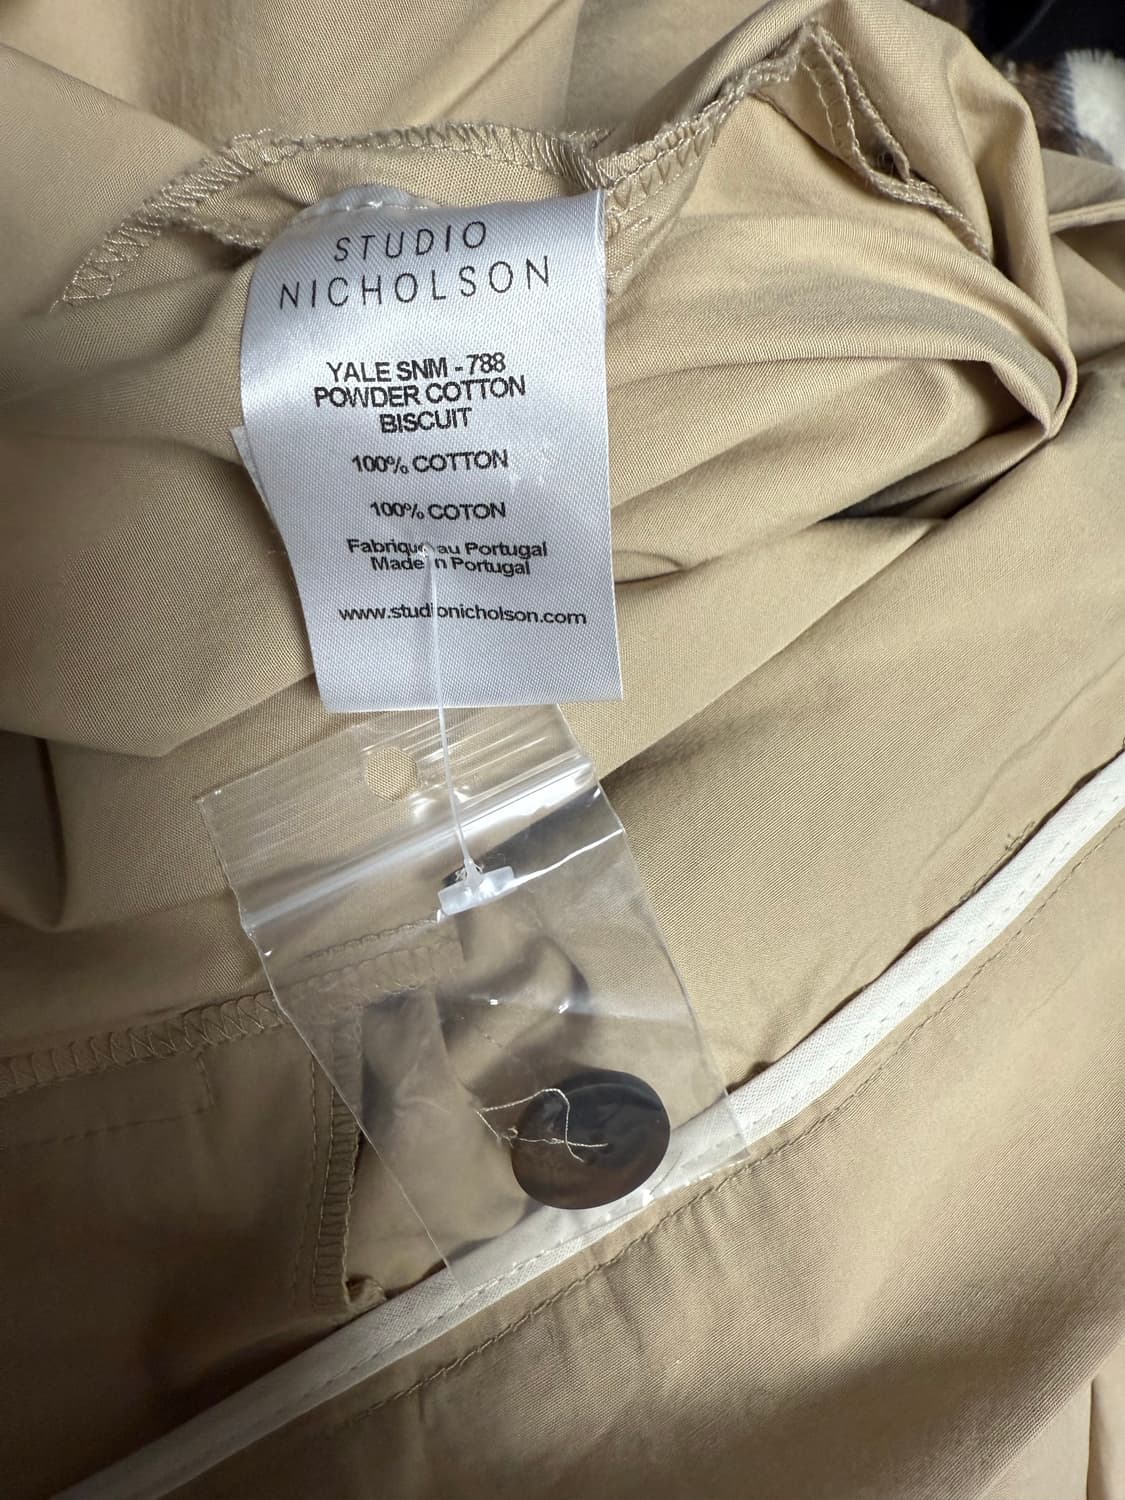 STUDIO
NICHOLSON
YALE SNM - 788
POWDER COTTON
BISCUIT
100% COTTON
100% COTON
Fabriqué au Portugal
Made in Portugal
www.studionicholson.com